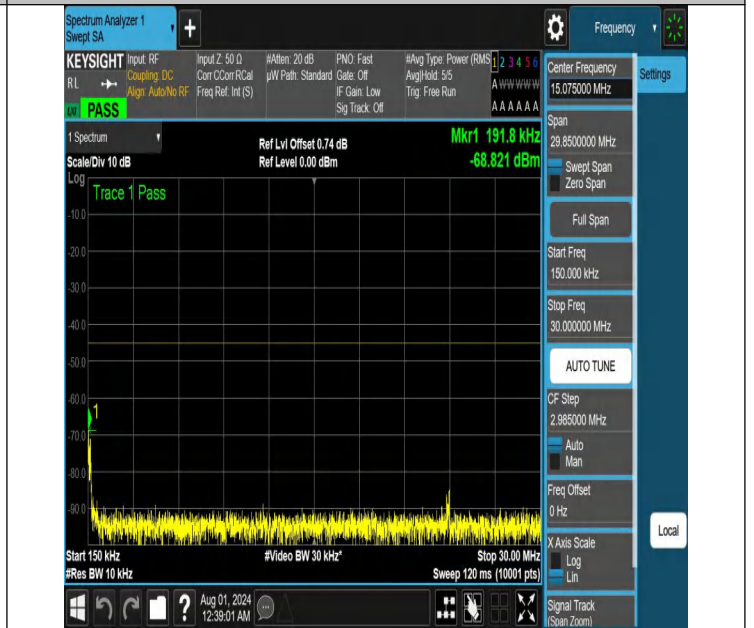 Spectrum Analyzer 1
Swept SA
+
Frequency
KEYSIGHT
RL
PASS
Input: RF
Coupling: DC
Align: Auto/No RF
Input Z: 50 Ω
Corr CCorr RCal
Freq Ref: Int (S)
#Atten: 20 dB
µW Path: Standard
PNO: Fast
Gate: Off
IF Gain: Low
Sig Track: Off
#Avg Type: Power (RMS
Avg|Hold: 5/5
Trig: Free Run
1 2 3 4 5 6
A W W W W W
A A A A A A
1 Spectrum
Scale/Div 10 dB
Ref Lvl Offset 0.74 dB
Ref Level 0.00 dBm
Mkr1 191.8 kHz
-68.821 dBm
Log
Trace 1 Pass
-10.0
-20.0
-30.0
-40.0
-50.0
-60.0
1
-70.0
-80.0
-90.0
Start 150 kHz
#Res BW 10 kHz
#Video BW 30 kHz*
Stop 30.00 MHz
Sweep 120 ms (10001 pts)
Center Frequency
15.075000 MHz
Settings
Span
29.8500000 MHz
Swept Span
Zero Span
Full Span
Start Freq
150.000 kHz
Stop Freq
30.000000 MHz
AUTO TUNE
CF Step
2.985000 MHz
Auto
Man
Freq Offset
0 Hz
Local
X Axis Scale
Log
Lin
Signal Track
(Span Zoom)
?
Aug 01, 2024
12:39:01 AM